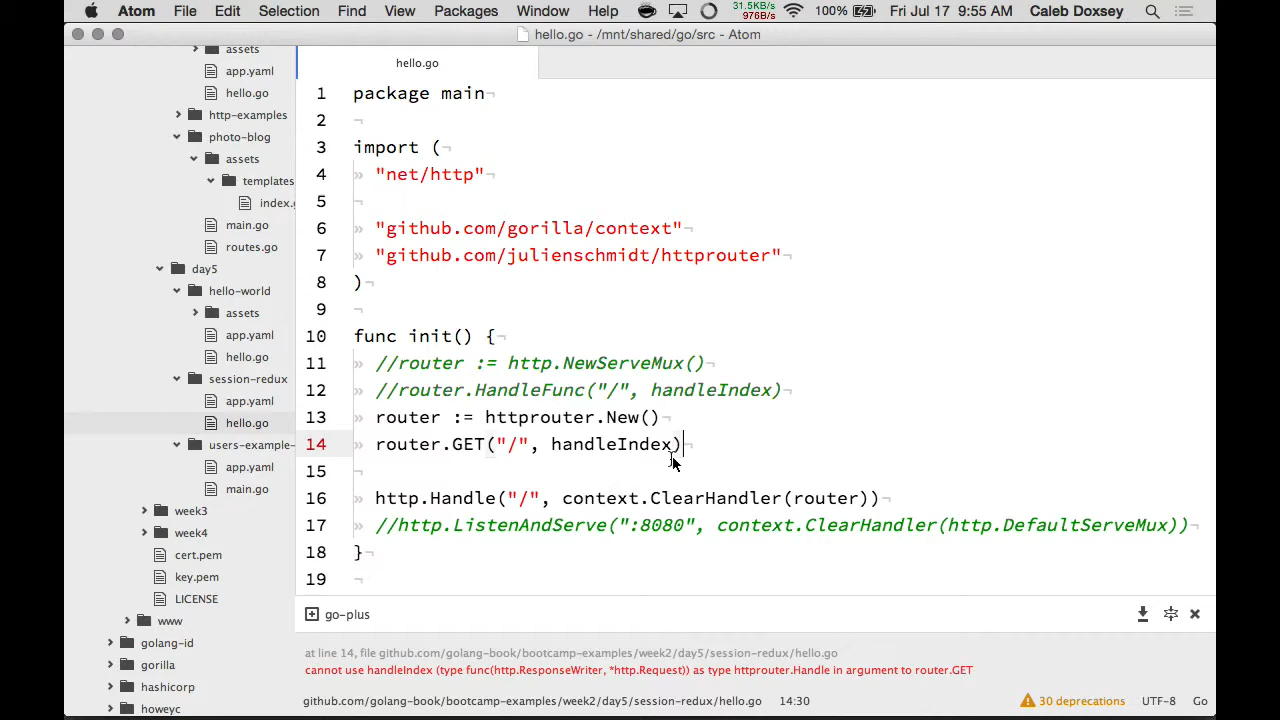 Atom File Edit Selection Find View Packages Window Help 31.5KB/s 976B/s 100% Fri Jul 17 9:55 AM Caleb Doxsey
hello.go - /mnt/shared/go/src - Atom
assets
app.yaml
hello.go
http-examples
photo-blog
assets
templates
index.g
main.go
routes.go
day5
hello-world
assets
app.yaml
hello.go
session-redux
app.yaml
hello.go
users-example-
app.yaml
main.go
week3
week4
cert.pem
key.pem
LICENSE
www
golang-id
gorilla
hashicorp
howeyc
hello.go
1 package main¬
2 ¬
3 import (¬
4 » "net/http"¬
5 ¬
6 » "github.com/gorilla/context"¬
7 » "github.com/julienschmidt/httprouter"¬
8 )¬
9 ¬
10 func init() {¬
11 » //router := http.NewServeMux()¬
12 » //router.HandleFunc("/", handleIndex)¬
13 » router := httprouter.New()¬
14 » router.GET("/", handleIndex)¬
15 ¬
16 » http.Handle("/", context.ClearHandler(router))¬
17 » //http.ListenAndServe(":8080", context.ClearHandler(http.DefaultServeMux))¬
18 }¬
19 ¬
go-plus
at line 14, file github.com/golang-book/bootcamp-examples/week2/day5/session-redux/hello.go
cannot use handleIndex (type func(http.ResponseWriter, *http.Request)) as type httprouter.Handle in argument to router.GET
github.com/golang-book/bootcamp-examples/week2/day5/session-redux/hello.go 14:30 30 deprecations UTF-8 Go